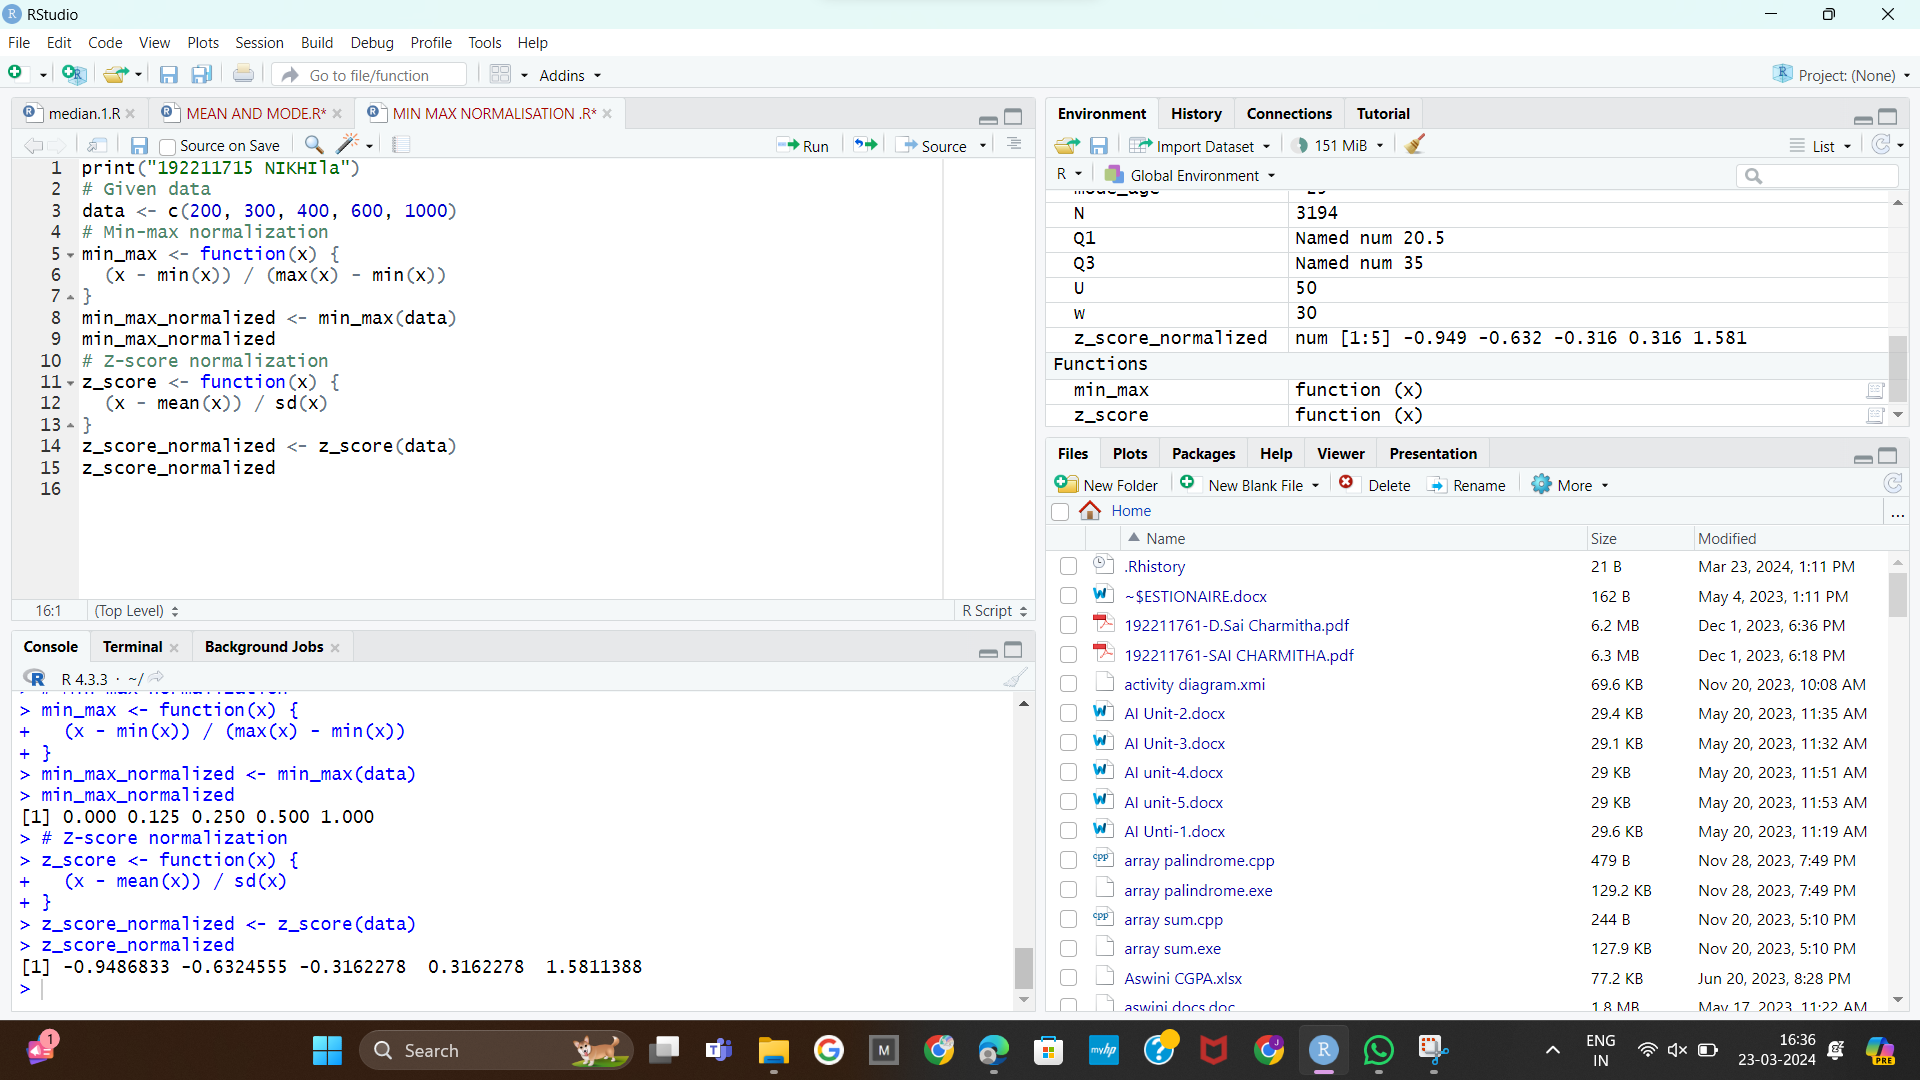 RStudio
File Edit Code View Plots Session Build Debug Profile Tools Help
Go to file/function Addins Project: (None)
median.1.R MEAN AND MODE.R* MIN MAX NORMALISATION .R*
Source on Save Run Source
1 print("192211715 NIKHIla")
2 # Given data
3 data <- c(200, 300, 400, 600, 1000)
4 # Min-max normalization
5 min_max <- function(x) {
6 (x - min(x)) / (max(x) - min(x))
7 }
8 min_max_normalized <- min_max(data)
9 min_max_normalized
10 # Z-score normalization
11 z_score <- function(x) {
12 (x - mean(x)) / sd(x)
13 }
14 z_score_normalized <- z_score(data)
15 z_score_normalized
16
16:1 (Top Level) R Script
Console Terminal Background Jobs
R 4.3.3 · ~/
> # Min-max normalization
> min_max <- function(x) {
+ (x - min(x)) / (max(x) - min(x))
+ }
> min_max_normalized <- min_max(data)
> min_max_normalized
[1] 0.000 0.125 0.250 0.500 1.000
> # Z-score normalization
> z_score <- function(x) {
+ (x - mean(x)) / sd(x)
+ }
> z_score_normalized <- z_score(data)
> z_score_normalized
[1] -0.9486833 -0.6324555 -0.3162278 0.3162278 1.5811388
>
Environment History Connections Tutorial
Import Dataset 151 MiB List
R Global Environment
mode_age
N 3194
Q1 Named num 20.5
Q3 Named num 35
U 50
w 30
z_score_normalized num [1:5] -0.949 -0.632 -0.316 0.316 1.581
Functions
min_max function (x)
z_score function (x)
Files Plots Packages Help Viewer Presentation
New Folder New Blank File Delete Rename More
Home ...
Name Size Modified
.Rhistory 21 B Mar 23, 2024, 1:11 PM
~$ESTIONAIRE.docx 162 B May 4, 2023, 1:11 PM
192211761-D.Sai Charmitha.pdf 6.2 MB Dec 1, 2023, 6:36 PM
192211761-SAI CHARMITHA.pdf 6.3 MB Dec 1, 2023, 6:18 PM
activity diagram.xmi 69.6 KB Nov 20, 2023, 10:08 AM
AI Unit-2.docx 29.4 KB May 20, 2023, 11:35 AM
AI Unit-3.docx 29.1 KB May 20, 2023, 11:32 AM
AI unit-4.docx 29 KB May 20, 2023, 11:51 AM
AI unit-5.docx 29 KB May 20, 2023, 11:53 AM
AI Unti-1.docx 29.6 KB May 20, 2023, 11:19 AM
array palindrome.cpp 479 B Nov 28, 2023, 7:49 PM
array palindrome.exe 129.2 KB Nov 28, 2023, 7:49 PM
array sum.cpp 244 B Nov 20, 2023, 5:10 PM
array sum.exe 127.9 KB Nov 20, 2023, 5:10 PM
Aswini CGPA.xlsx 77.2 KB Jun 20, 2023, 8:28 PM
aswini docs.doc 1.8 MB May 17, 2023, 11:22 AM
1 Search ENG 16:36
IN 23-03-2024